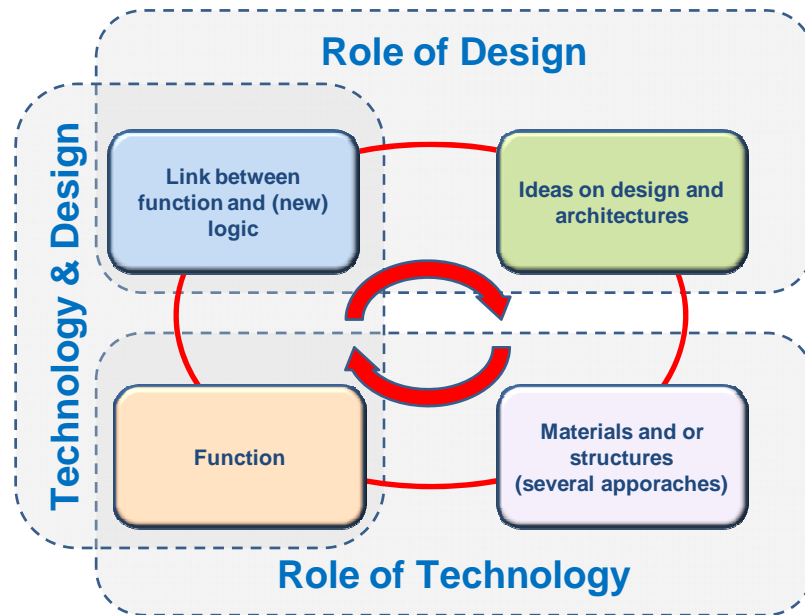 Role of Design
Technology & Design
Link between
function and (new)
logic
Ideas on design and
architectures
Function
Materials and or
structures
(several apporaches)
Role of Technology